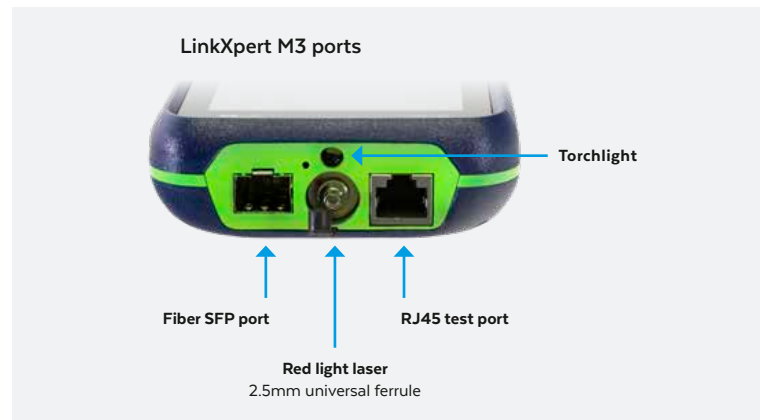 LinkXpert M3 ports
Torchlight
Fiber SFP port
RJ45 test port
Red light laser
2.5mm universal ferrule